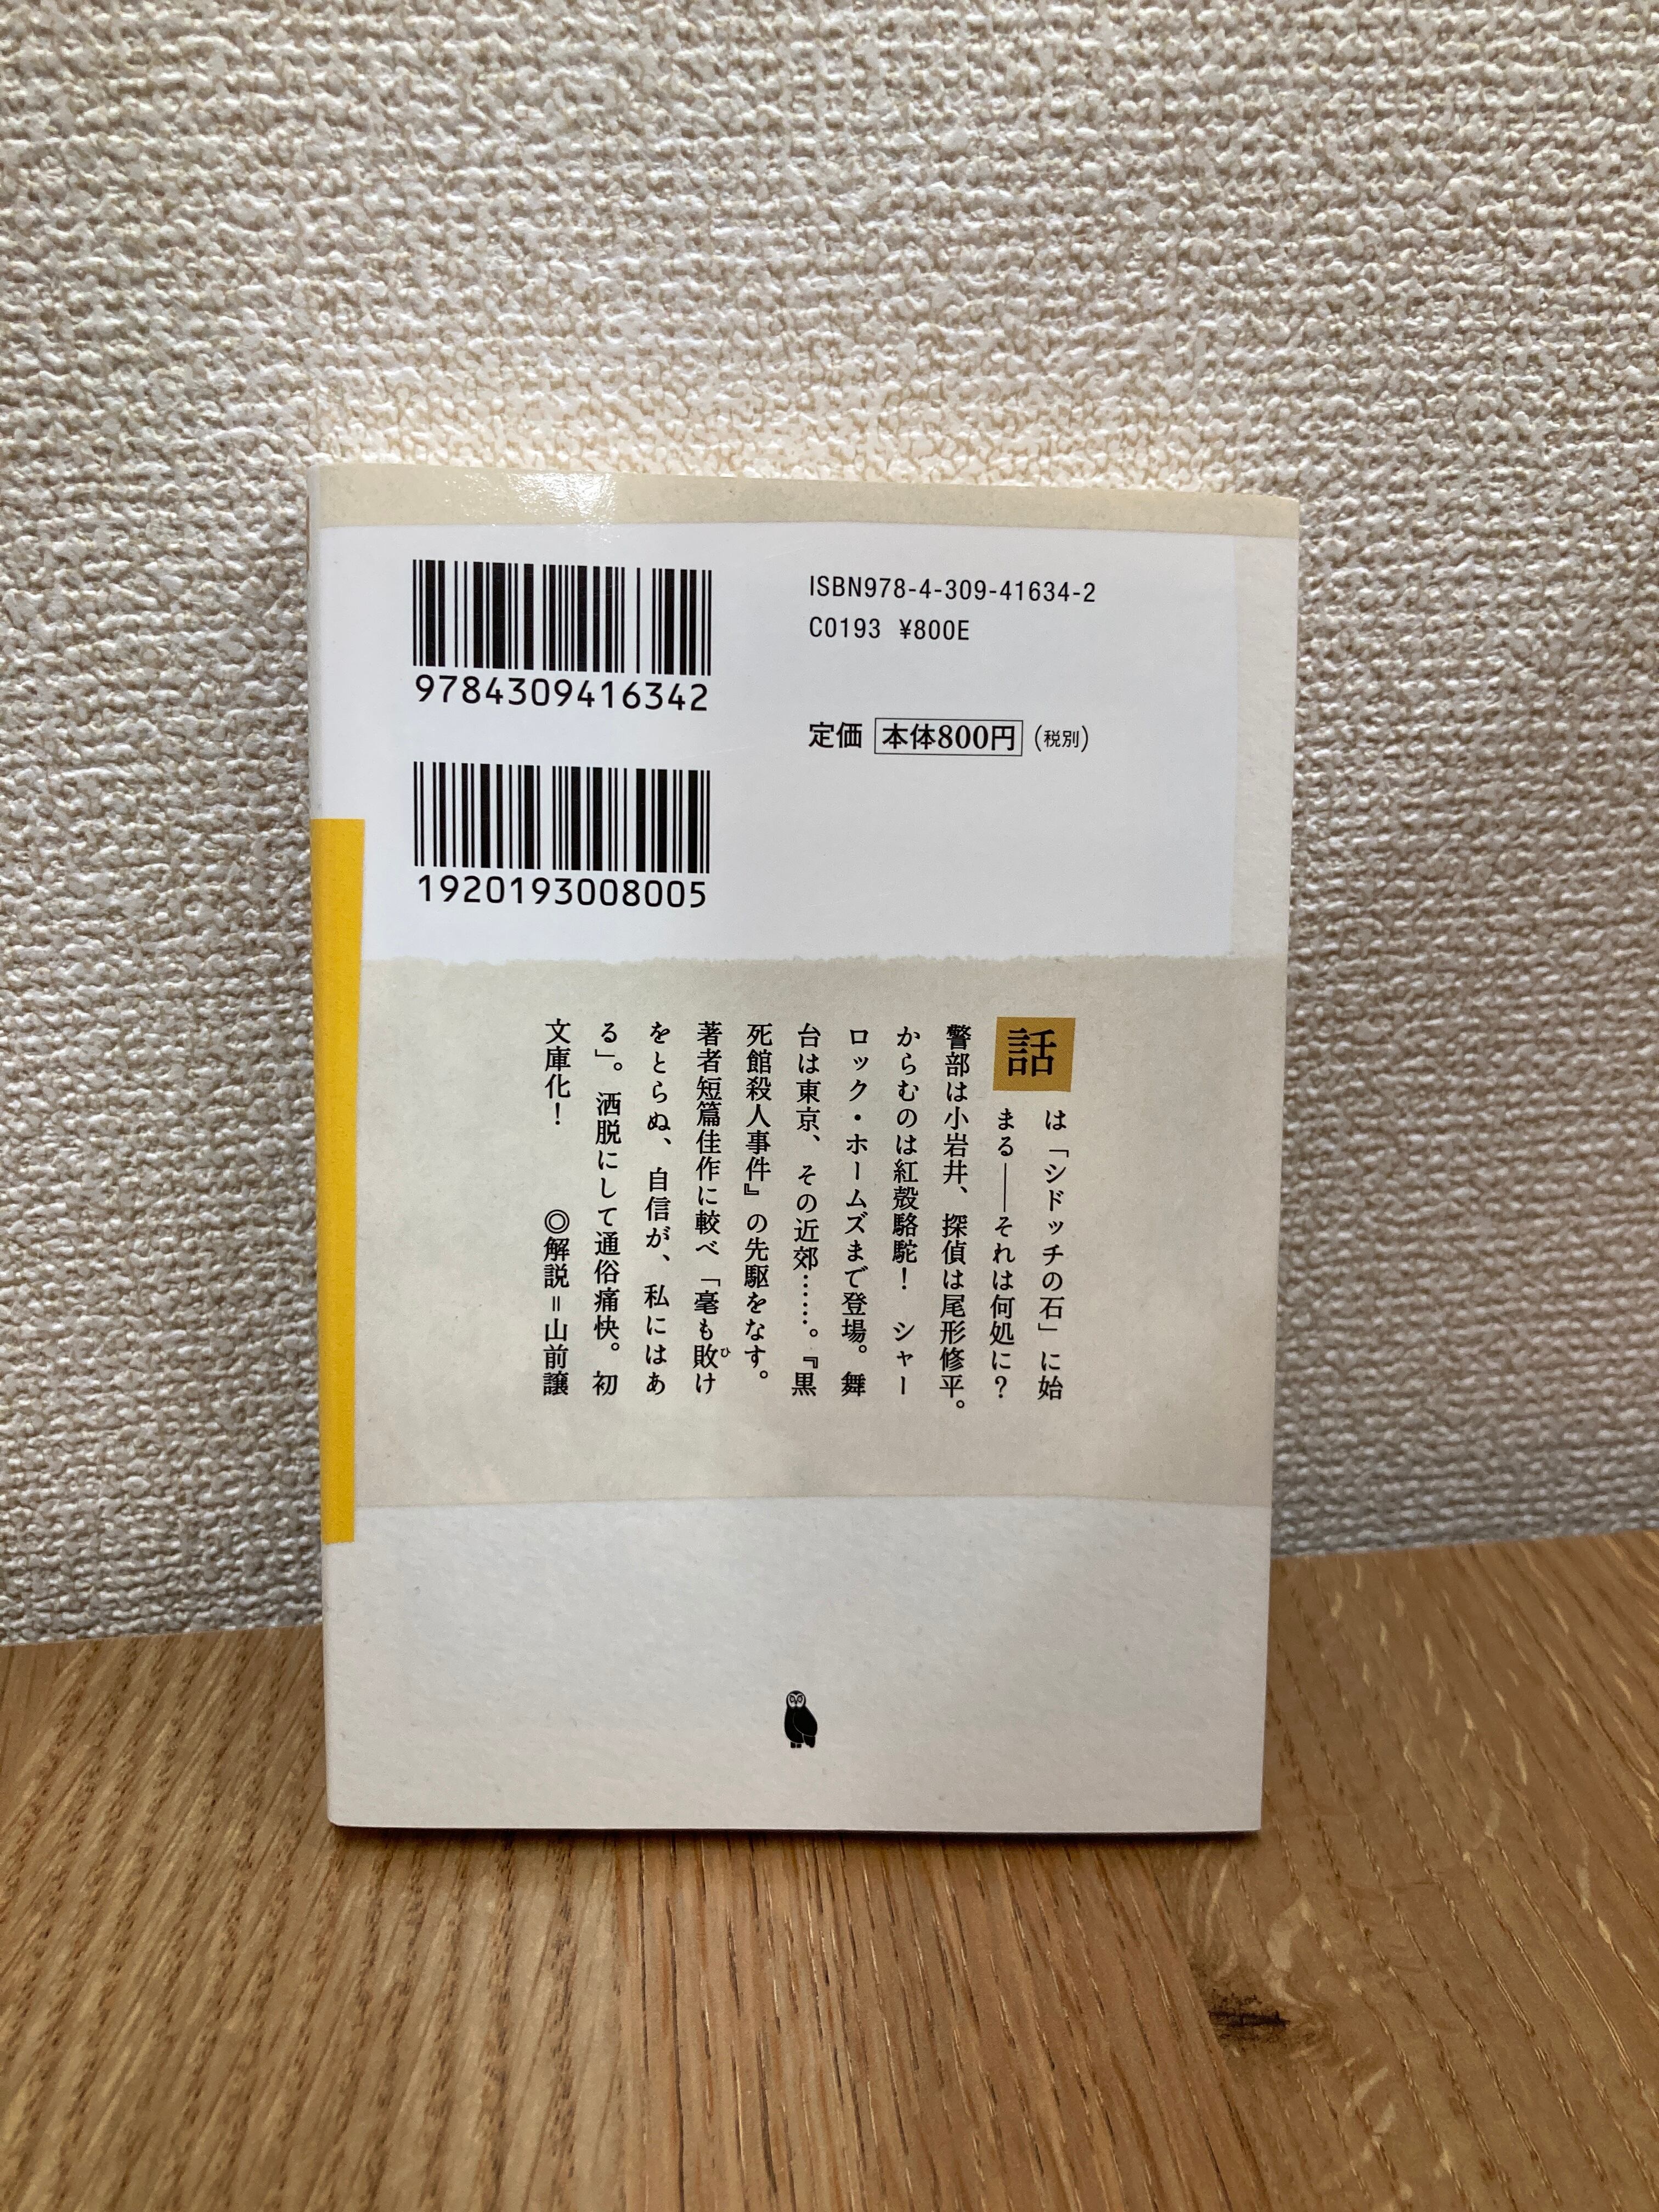 ISBN978-4-309-41634-2
C0193 ¥800E
9784309416342
定価 本体800円(税別)
1920193008005
話は「シドッチの石」に始
まる――それは何処に?
警部は小岩井、探偵は尾形修平。
からむのは紅殻駱駝! シャー
ロック・ホームズまで登場。舞
台は東京、その近郊……。『黒
死館殺人事件』の先駆をなす。
著者短篇佳作に較べ「毫も敗ひけ
をとらぬ、自信が、私にはあ
る」。洒脱にして通俗痛快。初
文庫化! ◎解説=山前譲